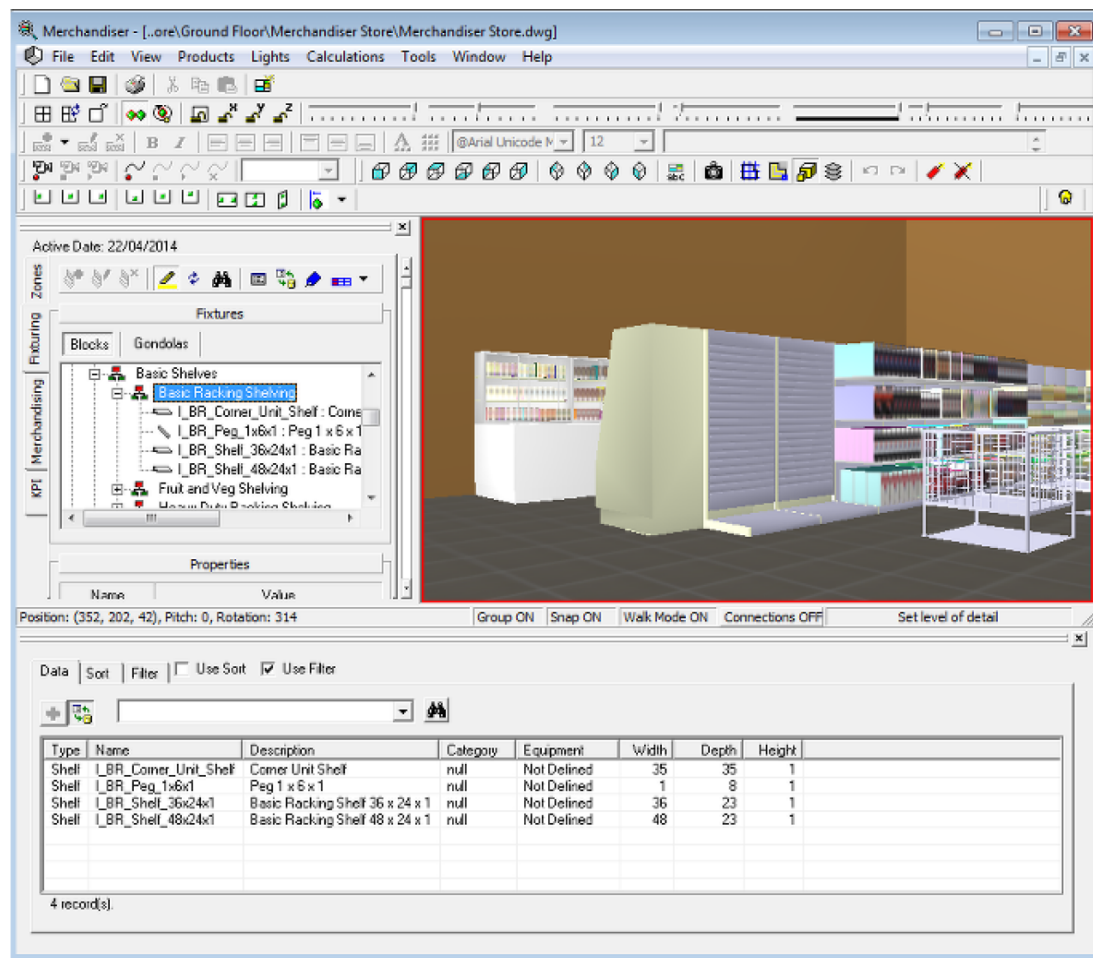 Merchandiser - [..ore\Ground Floor\Merchandiser Store\Merchandiser Store.dwg]
File Edit View Products Lights Calculations Tools Window Help
B I @Arial Unicode M 12
abc
Active Date: 22/04/2014
Zones
Fixturing
Merchandising
KPI
Fixtures
Blocks Gondolas
Basic Shelves
Basic Racking Shelving
I_BR_Corner_Unit_Shelf : Corne
I_BR_Peg_1x6x1 : Peg 1 x 6 x 1
I_BR_Shelf_36x24x1 : Basic Ra
I_BR_Shelf_48x24x1 : Basic Ra
Fruit and Veg Shelving
Heavy Duty Racking Shelving
Properties
Name Value
Position: (352, 202, 42), Pitch: 0, Rotation: 314 Group ON Snap ON Walk Mode ON Connections OFF Set level of detail
Data Sort Filter Use Sort Use Filter
Type Name Description Category Equipment Width Depth Height
Shelf I_BR_Corner_Unit_Shelf Corner Unit Shelf null Not Defined 35 35 1
Shelf I_BR_Peg_1x6x1 Peg 1 x 6 x 1 null Not Defined 1 8 1
Shelf I_BR_Shelf_36x24x1 Basic Racking Shelf 36 x 24 x 1 null Not Defined 36 23 1
Shelf I_BR_Shelf_48x24x1 Basic Racking Shelf 48 x 24 x 1 null Not Defined 48 23 1
4 record(s).